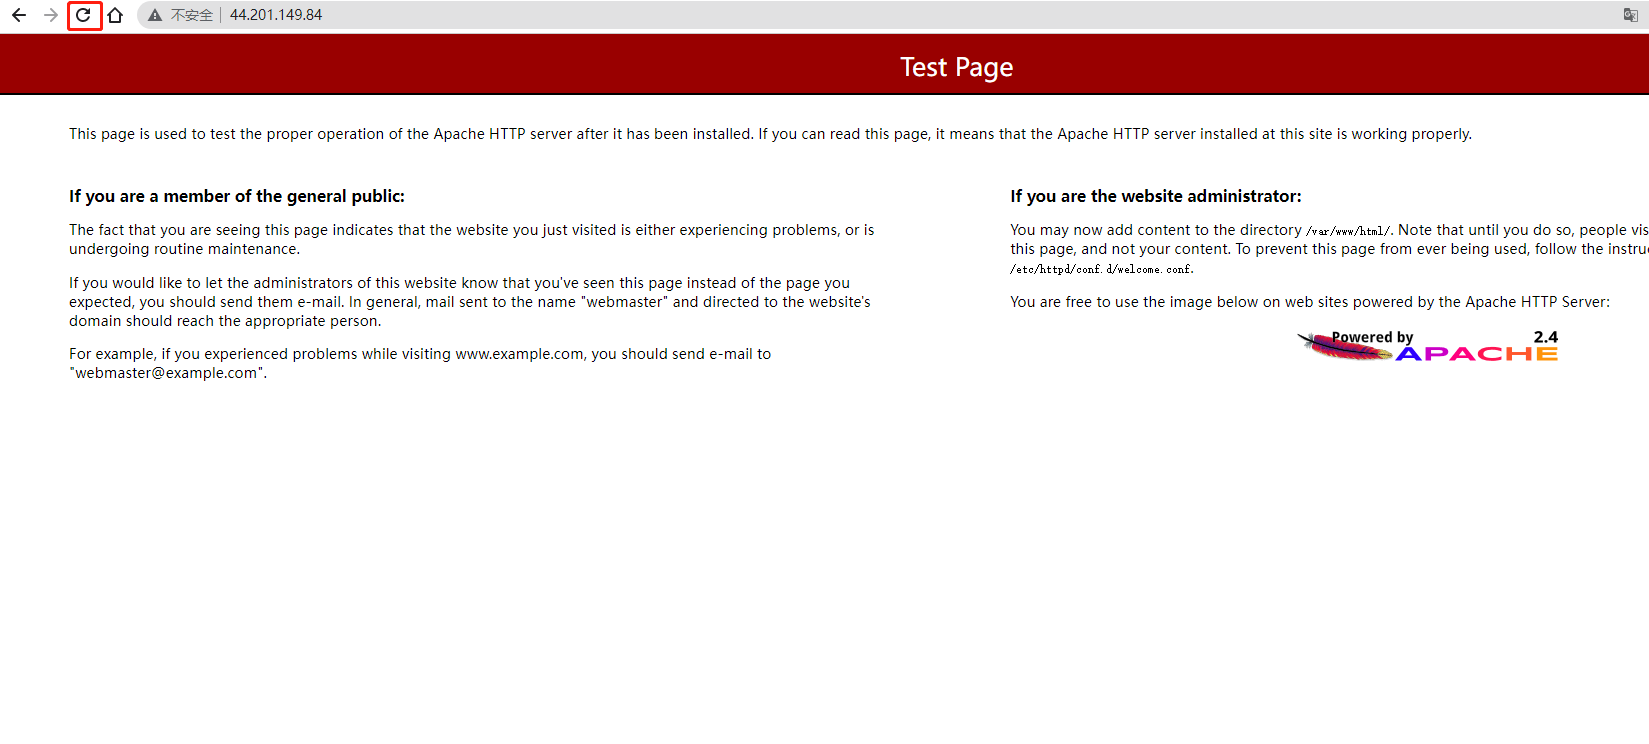 不安全 44.201.149.84
Test Page
This page is used to test the proper operation of the Apache HTTP server after it has been installed. If you can read this page, it means that the Apache HTTP server installed at this site is working properly.
If you are a member of the general public:
The fact that you are seeing this page indicates that the website you just visited is either experiencing problems, or is
undergoing routine maintenance.
If you would like to let the administrators of this website know that you've seen this page instead of the page you
expected, you should send them e-mail. In general, mail sent to the name "webmaster" and directed to the website's
domain should reach the appropriate person.
For example, if you experienced problems while visiting www.example.com, you should send e-mail to
"webmaster@example.com".
If you are the website administrator:
You may now add content to the directory /var/www/html/. Note that until you do so, people vis
this page, and not your content. To prevent this page from ever being used, follow the instru
/etc/httpd/conf.d/welcome.conf.
You are free to use the image below on web sites powered by the Apache HTTP Server:
Powered by 2.4
APACHE